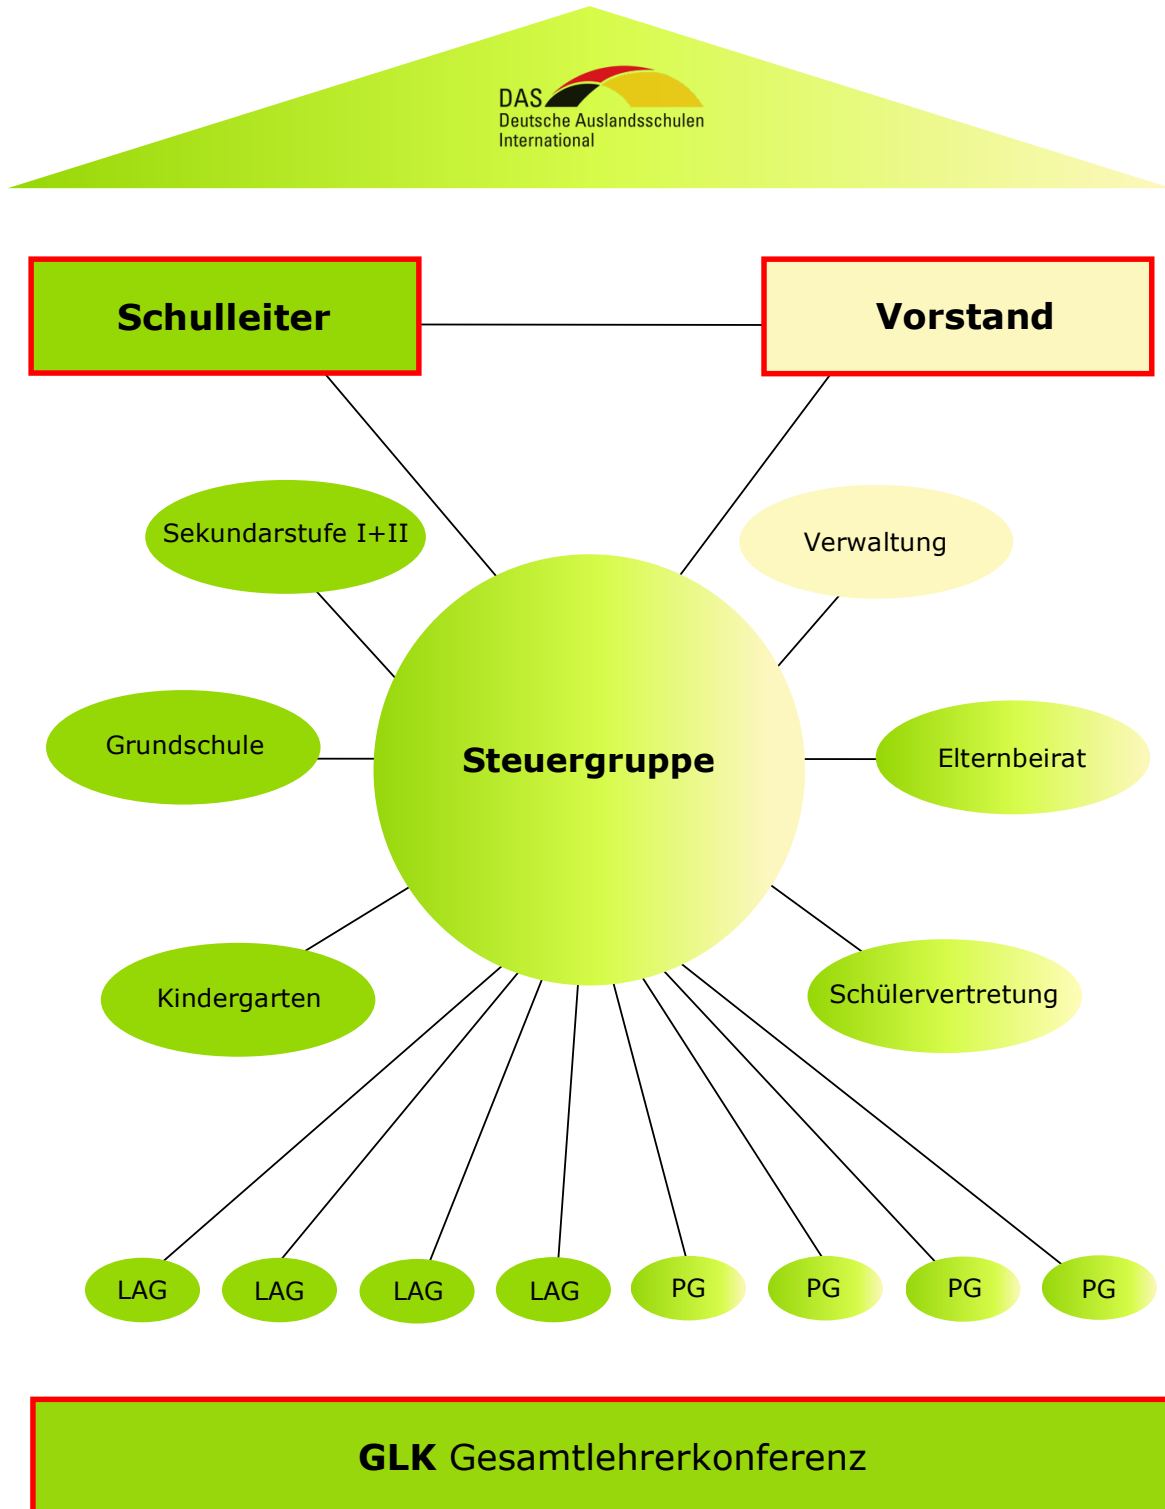 DAS
Deutsche Auslandsschulen
International
Schulleiter
Vorstand
Sekundarstufe I+II
Verwaltung
Grundschule
Steuergruppe
Elternbeirat
Kindergarten
Schülervertretung
LAG
LAG
LAG
LAG
PG
PG
PG
PG
GLK Gesamtlehrerkonferenz